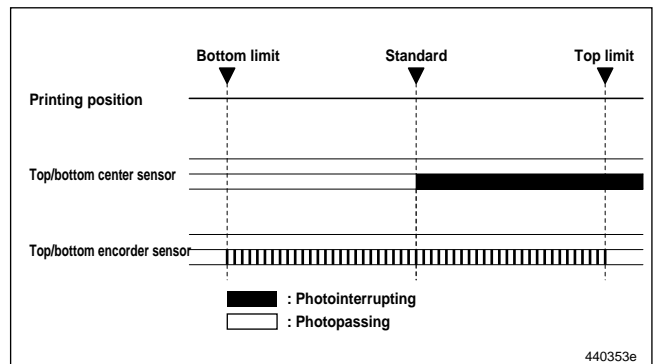 Bottom limit Standard Top limit
Printing position
Top/bottom center sensor
Top/bottom encorder sensor
: Photointerrupting
: Photopassing
440353e